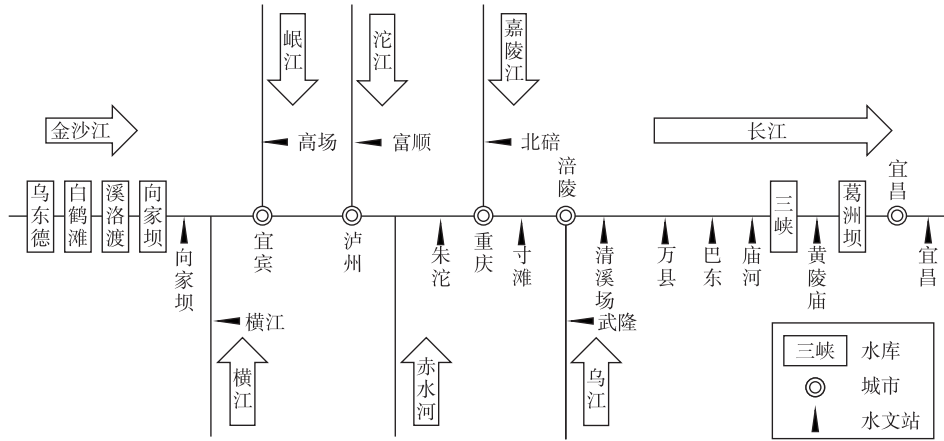 岷江
沱江
嘉陵江
金沙江
长江
高场
富顺
北碚
涪陵
宜昌
乌东德
白鹤滩
溪洛渡
向家坝
三峡
葛洲坝
向家坝
宜宾
泸州
朱沱
重庆
寸滩
清溪场
万县
巴东
庙河
黄陵庙
宜昌
横江
武隆
横江
赤水河
乌江
三峡 水库
城市
水文站